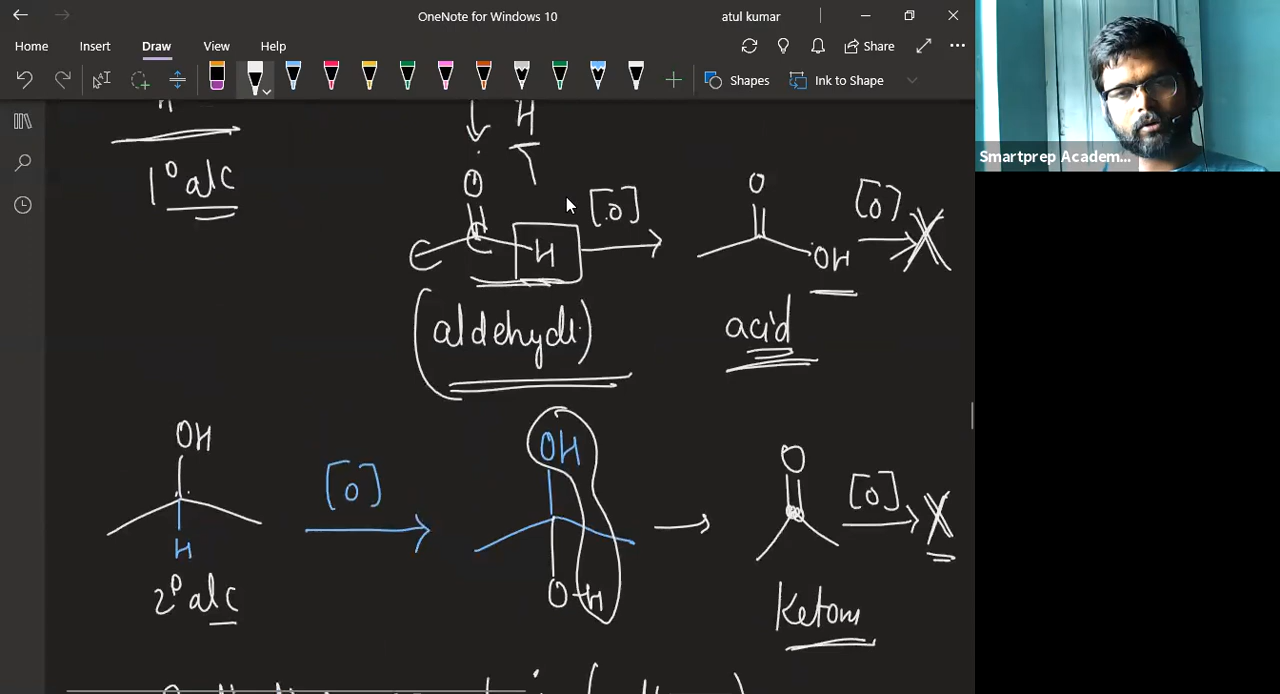 OneNote for Windows 10
atul kumar
Home Insert Draw View Help
Share
Shapes
Ink to Shape
Smartprep Academ...
H
1° alc
O
C C H
[O]
O
OH
[O]
X
(aldehyde)
acid
OH
H
2° alc
[O]
OH
O-H
O
[O]
X
Ketone